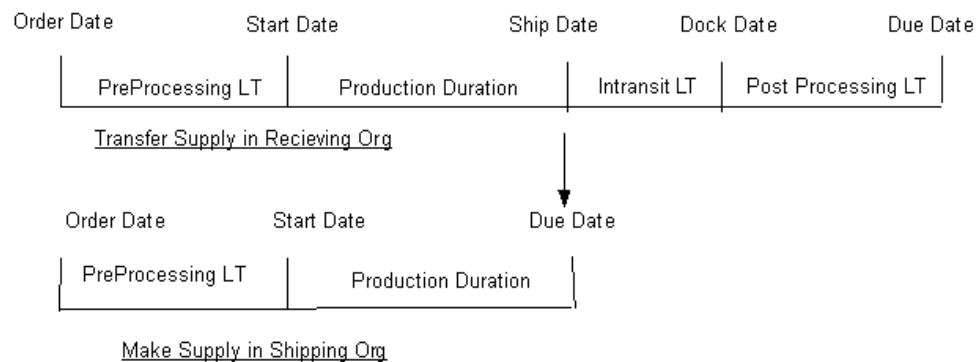 Order Date Start Date Ship Date Dock Date Due Date
PreProcessing LT Production Duration Intransit LT Post Processing LT
Transfer Supply in Recieving Org
Order Date Start Date Due Date
PreProcessing LT Production Duration
Make Supply in Shipping Org